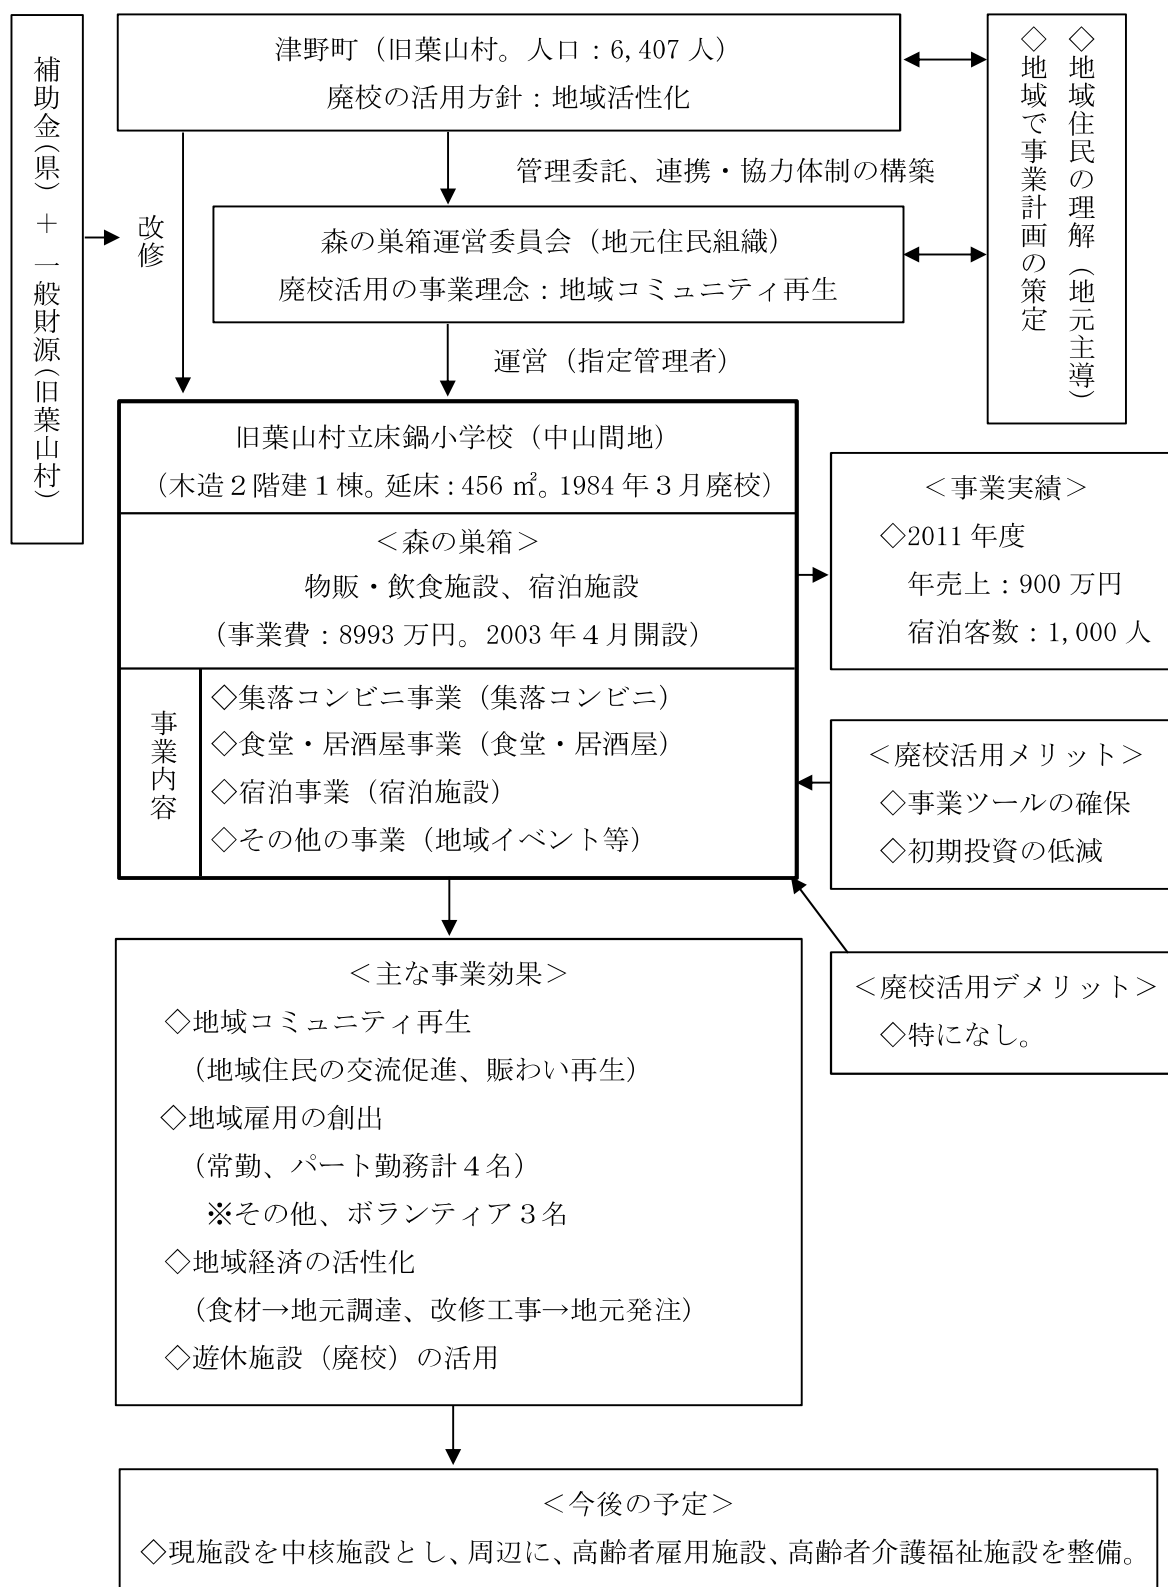 補助金(県) ＋ 一般財源(旧葉山村)
津野町（旧葉山村。人口：6,407人）
廃校の活用方針：地域活性化
◇地域住民の理解（地元主導）
◇地域で事業計画の策定
管理委託、連携・協力体制の構築
改修
森の巣箱運営委員会（地元住民組織）
廃校活用の事業理念：地域コミュニティ再生
運営（指定管理者）
旧葉山村立床鍋小学校（中山間地）
（木造２階建１棟。延床：456㎡。1984年３月廃校）
＜森の巣箱＞
物販・飲食施設、宿泊施設
（事業費：8993万円。2003年４月開設）
事業内容
◇集落コンビニ事業（集落コンビニ）
◇食堂・居酒屋事業（食堂・居酒屋）
◇宿泊事業（宿泊施設）
◇その他の事業（地域イベント等）
＜事業実績＞
◇2011年度
年売上：900万円
宿泊客数：1,000人
＜廃校活用メリット＞
◇事業ツールの確保
◇初期投資の低減
＜廃校活用デメリット＞
◇特になし。
＜主な事業効果＞
◇地域コミュニティ再生
（地域住民の交流促進、賑わい再生）
◇地域雇用の創出
（常勤、パート勤務計４名）
※その他、ボランティア３名
◇地域経済の活性化
（食材→地元調達、改修工事→地元発注）
◇遊休施設（廃校）の活用
＜今後の予定＞
◇現施設を中核施設とし、周辺に、高齢者雇用施設、高齢者介護福祉施設を整備。